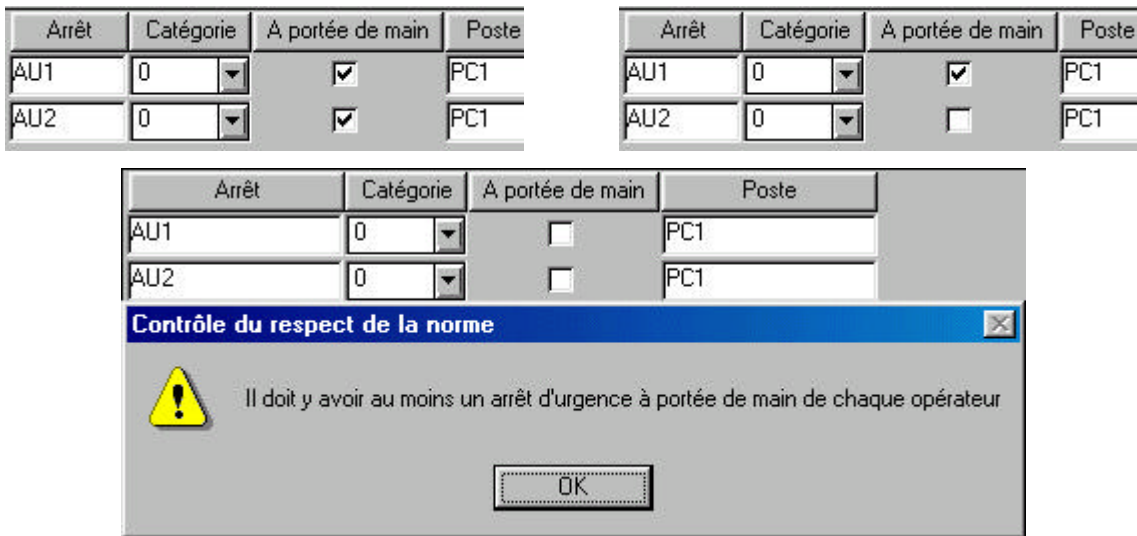 Arrêt Catégorie A portée de main Poste
AU1 0 PC1
AU2 0 PC1
Arrêt Catégorie A portée de main Poste
AU1 0 PC1
AU2 0 PC1
Arrêt Catégorie A portée de main Poste
AU1 0 PC1
AU2 0 PC1
Contrôle du respect de la norme
Il doit y avoir au moins un arrêt d'urgence à portée de main de chaque opérateur
OK